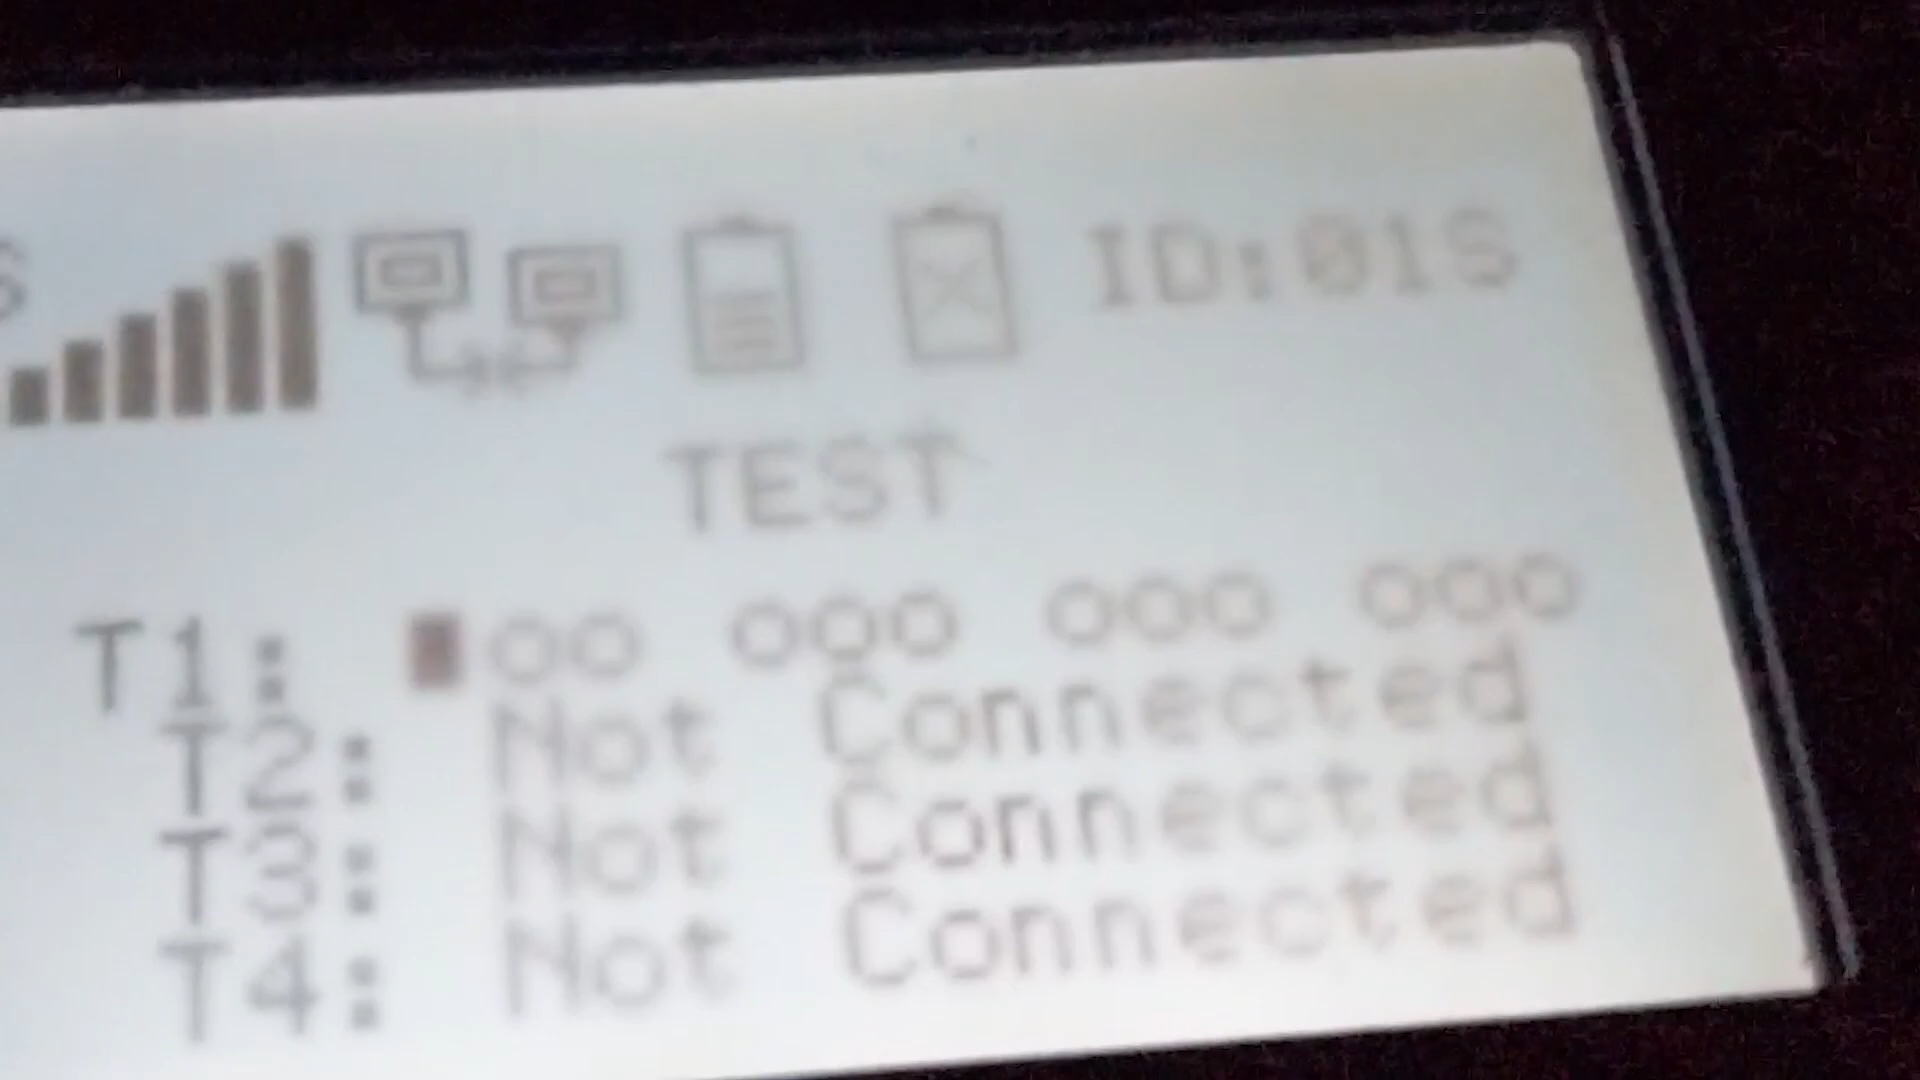 S ID:01S
TEST
T1: ▮oo ooo ooo ooo
T2: Not Connected
T3: Not Connected
T4: Not Connected